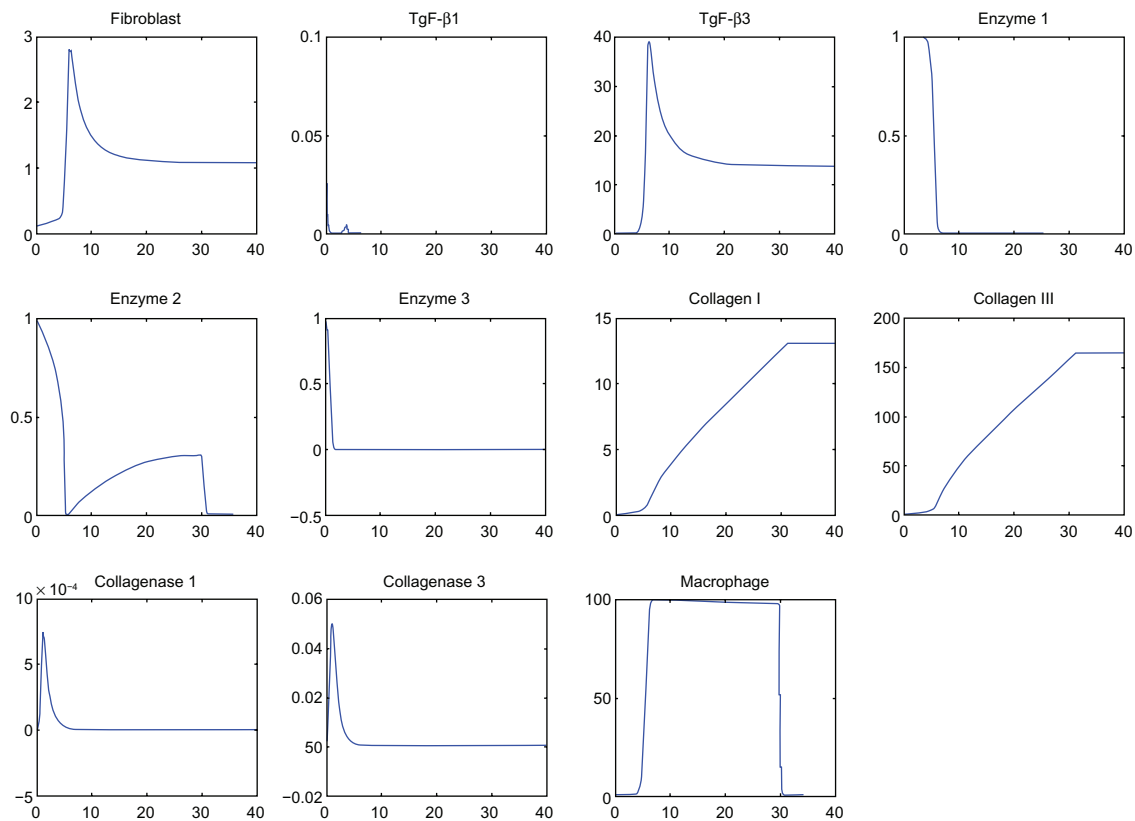 Fibroblast
3
2
1
0
0 10 20 30 40
TgF-β1
0.1
0.05
0
0 10 20 30 40
TgF-β3
40
30
20
10
0
0 10 20 30 40
Enzyme 1
1
0.5
0
0 10 20 30 40
Enzyme 2
1
0.5
0
0 10 20 30 40
Enzyme 3
1
0.5
0
−0.5
0 10 20 30 40
Collagen I
15
10
5
0
0 10 20 30 40
Collagen III
200
150
100
50
0
0 10 20 30 40
Collagenase 1
10 × 10⁻⁴
5
0
−5
0 10 20 30 40
Collagenase 3
0.06
0.04
0.02
50
−0.02
0 10 20 30 40
Macrophage
100
50
0
0 10 20 30 40